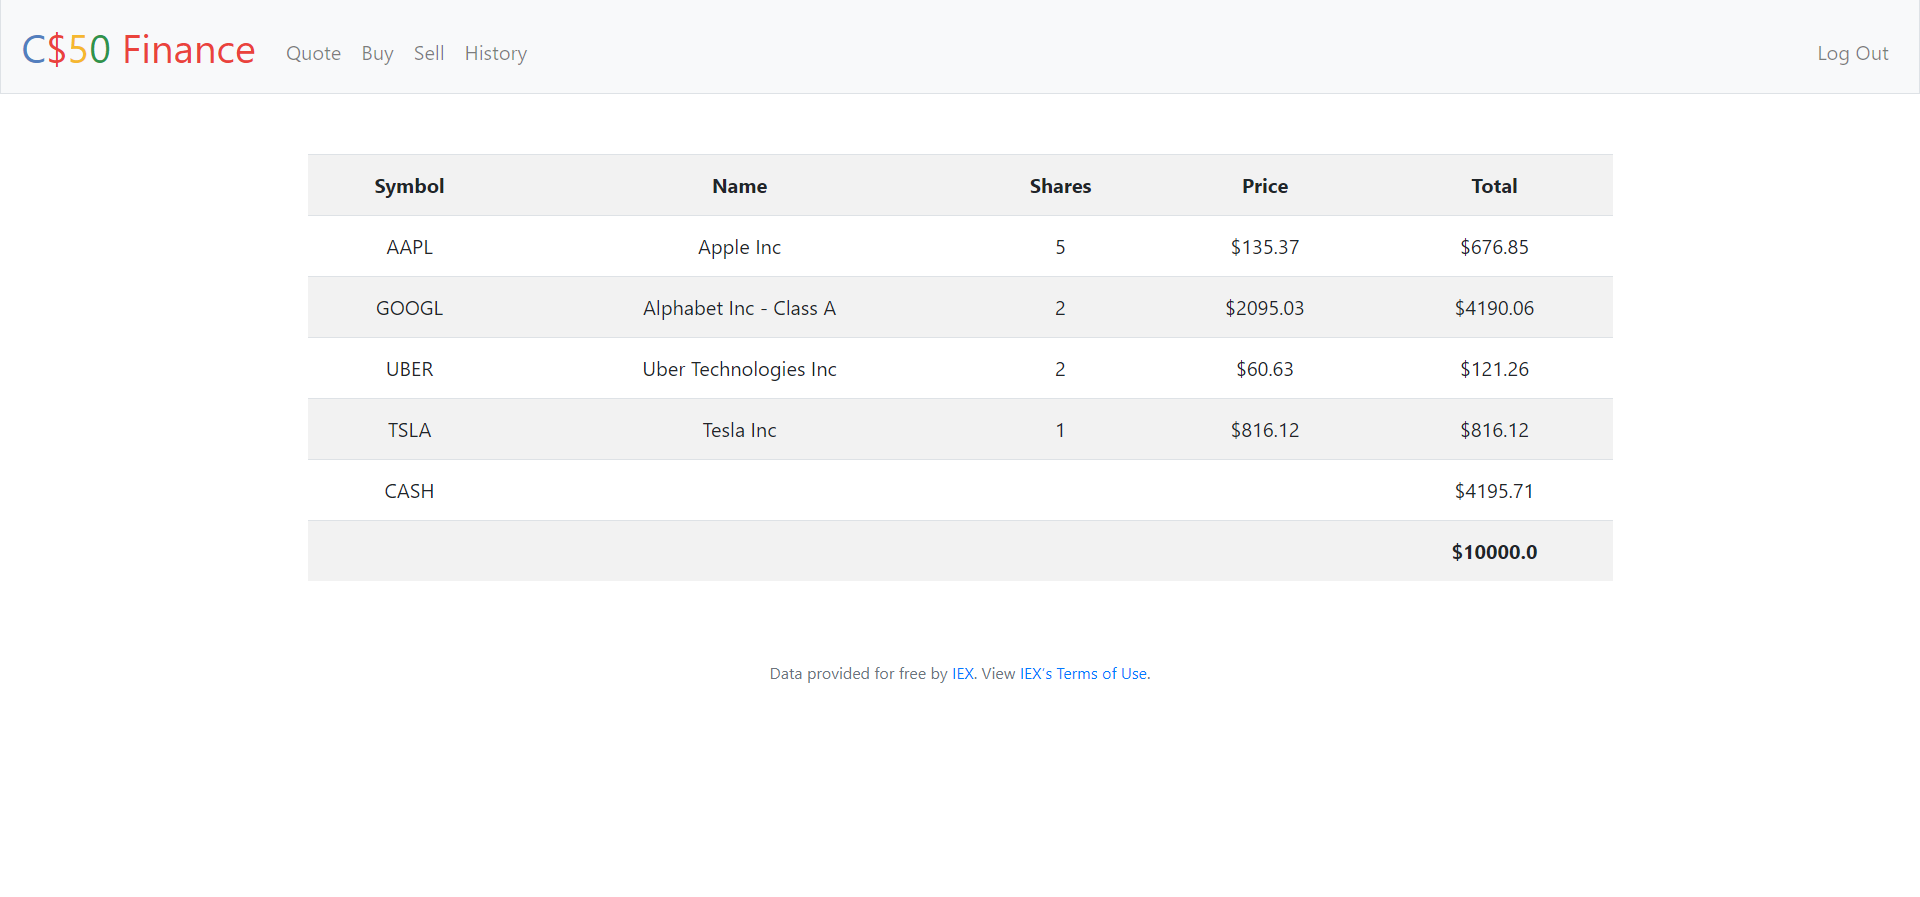 C$50 Finance Quote Buy Sell History Log Out
Symbol Name Shares Price Total
AAPL Apple Inc 5 $135.37 $676.85
GOOGL Alphabet Inc - Class A 2 $2095.03 $4190.06
UBER Uber Technologies Inc 2 $60.63 $121.26
TSLA Tesla Inc 1 $816.12 $816.12
CASH $4195.71
$10000.0
Data provided for free by IEX. View IEX's Terms of Use.